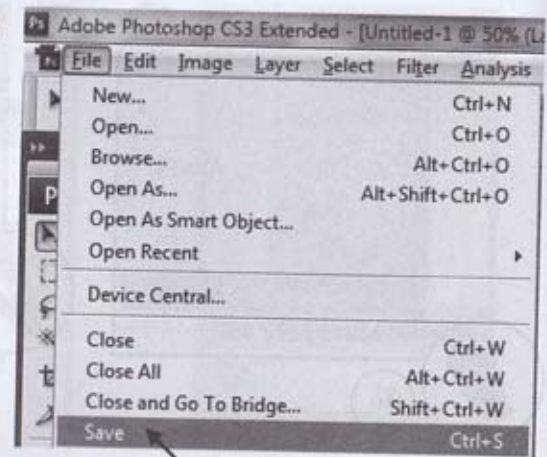 Ps Adobe Photoshop CS3 Extended - [Untitled-1 @ 50% (La
File Edit Image Layer Select Filter Analysis
New... Ctrl+N
Open... Ctrl+O
Browse... Alt+Ctrl+O
Open As... Alt+Shift+Ctrl+O
Open As Smart Object...
Open Recent
Device Central...
Close Ctrl+W
Close All Alt+Ctrl+W
Close and Go To Bridge... Shift+Ctrl+W
Save Ctrl+S